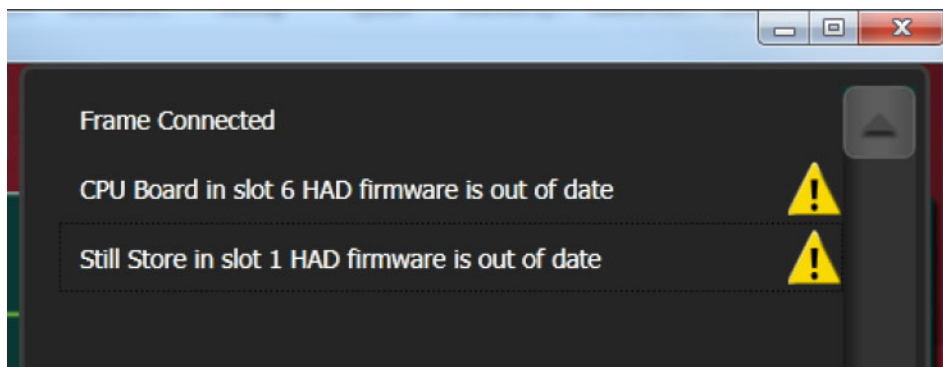 Frame Connected
CPU Board in slot 6 HAD firmware is out of date
Still Store in slot 1 HAD firmware is out of date